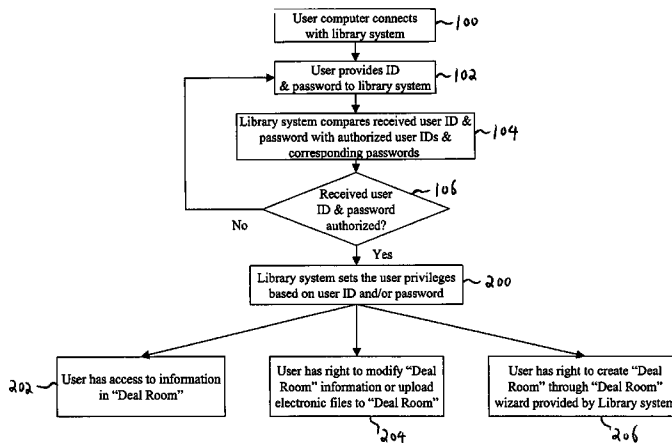 User computer connects
with library system
100
User provides ID
& password to library system
102
Library system compares received user ID &
password with authorized user IDs &
corresponding passwords
104
106
Received user
ID & password
authorized?
No
Yes
Library system sets the user privileges
based on user ID and/or password
200
202
User has access to information
in “Deal Room”
User has right to modify “Deal
Room” information or upload
electronic files to “Deal Room”
204
User has right to create “Deal
Room” through “Deal Room”
wizard provided by Library system
206